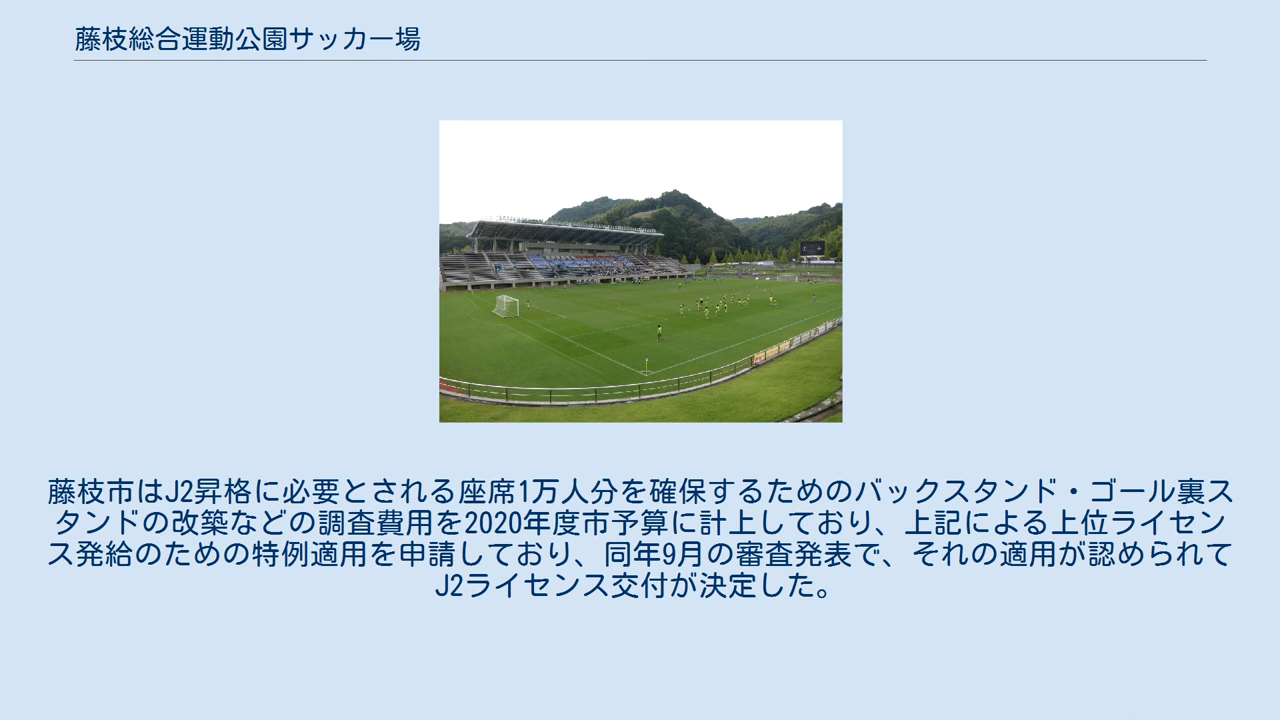 藤枝総合運動公園サッカー場
藤枝市はJ2昇格に必要とされる座席1万人分を確保するためのバックスタンド・ゴール裏ス
タンドの改築などの調査費用を2020年度市予算に計上しており、上記による上位ライセン
ス発給のための特例適用を申請しており、同年9月の審査発表で、それの適用が認められて
J2ライセンス交付が決定した。